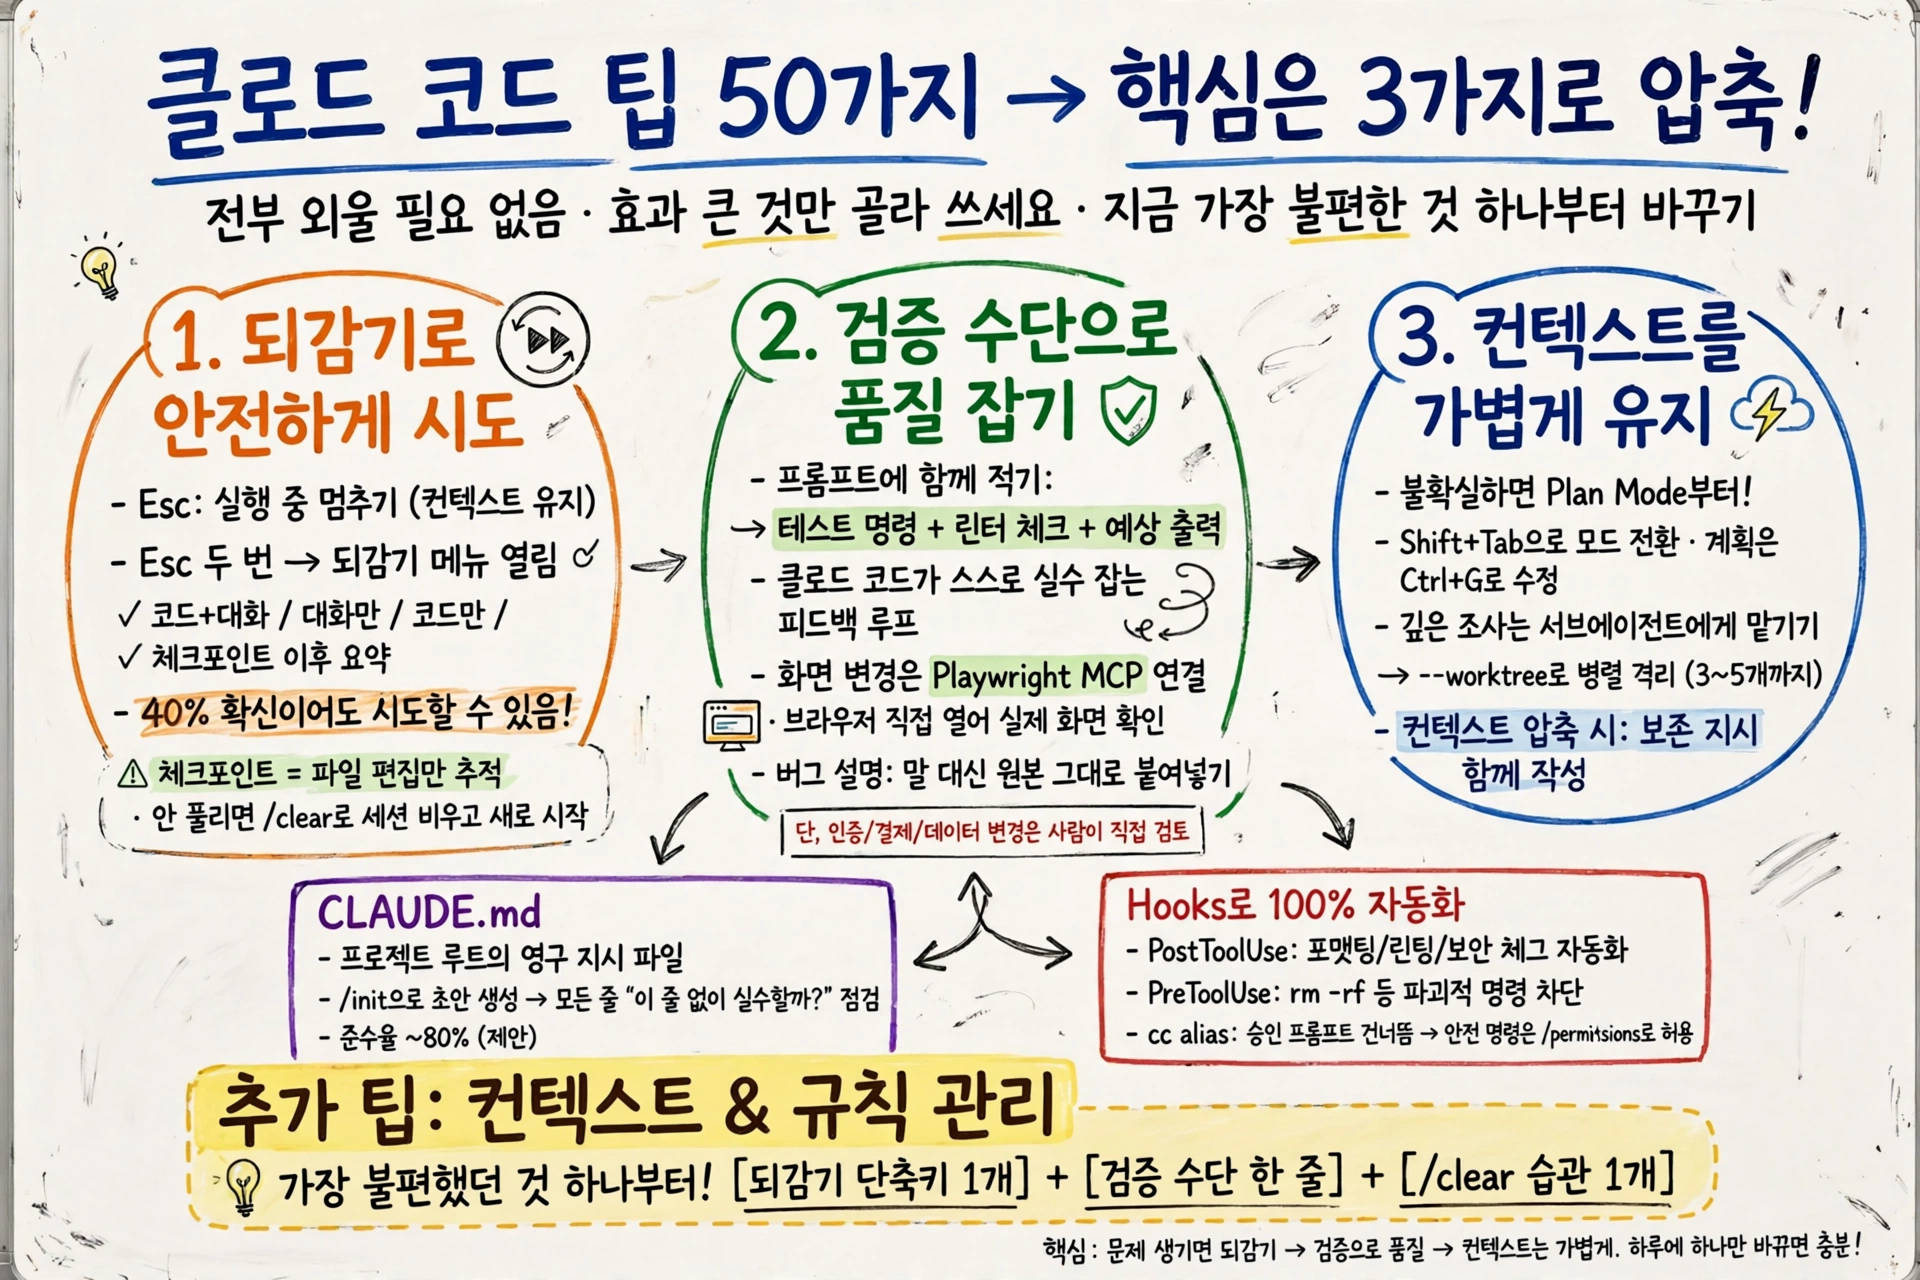 클로드 코드 팁 50가지 → 핵심은 3가지로 압축!
전부 외울 필요 없음 · 효과 큰 것만 골라 쓰세요 · 지금 가장 불편한 것 하나부터 바꾸기
1. 되감기로
안전하게 시도
- Esc: 실행 중 멈추기 (컨텍스트 유지)
- Esc 두 번 → 되감기 메뉴 열림
✓ 코드+대화 / 대화만 / 코드만 /
✓ 체크포인트 이후 요약
- 40% 확신이어도 시도할 수 있음!
⚠ 체크포인트 = 파일 편집만 추적
· 안 풀리면 /clear로 세션 비우고 새로 시작
2. 검증 수단으로
품질 잡기
- 프롬프트에 함께 적기:
→ 테스트 명령 + 린터 체크 + 예상 출력
- 클로드 코드가 스스로 실수 잡는
피드백 루프
- 화면 변경은 Playwright MCP 연결
· 브라우저 직접 열어 실제 화면 확인
- 버그 설명: 말 대신 원본 그대로 붙여넣기
단, 인증/결제/데이터 변경은 사람이 직접 검토
3. 컨텍스트를
가볍게 유지
- 불확실하면 Plan Mode부터!
- Shift+Tab으로 모드 전환 · 계획은
Ctrl+G로 수정
- 깊은 조사는 서브에이전트에게 맡기기
→ --worktree로 병렬 격리 (3~5개까지)
- 컨텍스트 압축 시: 보존 지시
함께 작성
CLAUDE.md
- 프로젝트 루트의 영구 지시 파일
- /init으로 초안 생성 → 모든 줄 "이 줄 없이 실수할까?" 점검
- 준수율 ~80% (제안)
Hooks로 100% 자동화
- PostToolUse: 포맷팅/린팅/보안 체그 자동화
- PreToolUse: rm -rf 등 파괴적 명령 차단
- cc alias: 승인 프롬프트 건너뜀 → 안전 명령은 /permissions로 허용
추가 팁: 컨텍스트 & 규칙 관리
가장 불편했던 것 하나부터! [되감기 단축키 1개] + [검증 수단 한 줄] + [/clear 습관 1개]
핵심: 문제 생기면 되감기 → 검증으로 품질 → 컨텍스트는 가볍게. 하루에 하나만 바꾸면 충분!